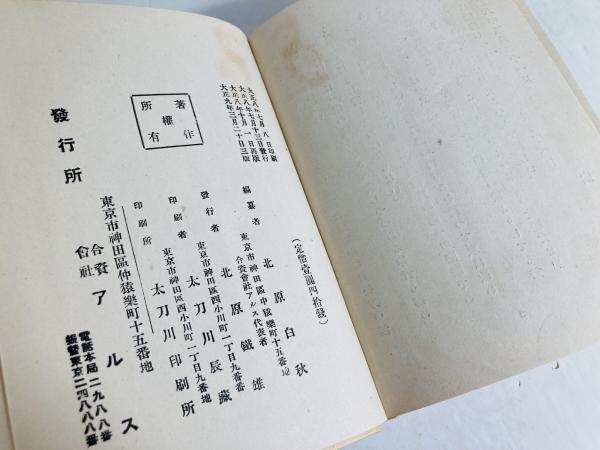 (定價壹圓四拾錢)
大正八年七月八日印刷
大正八年七月十三日發行
大正八年十月一日再版
大正九年三月二十日三版
編纂者 北原白秋
東京市神田區中猿樂町十五番地
合資會社アルス代表者
發行者 北原鐵雄
東京市神田區西小川町一丁目九番地
印刷者 太刀川辰藏
東京市神田區西小川町一丁目九番地
印刷所 太刀川印刷所
著作
權
所有
發行所
東京市神田區仲猿樂町十五番地
合資會社 アルス
電話本局二九八八番
振替東京二四八八八番